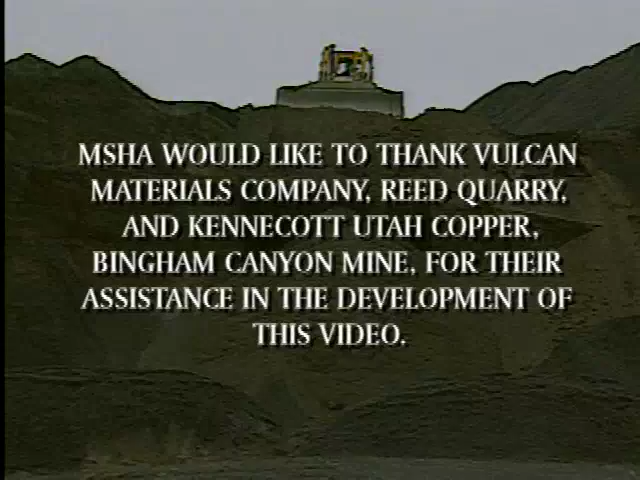 MSHA WOULD LIKE TO THANK VULCAN
MATERIALS COMPANY, REED QUARRY,
AND KENNECOTT UTAH COPPER,
BINGHAM CANYON MINE, FOR THEIR
ASSISTANCE IN THE DEVELOPMENT OF
THIS VIDEO.